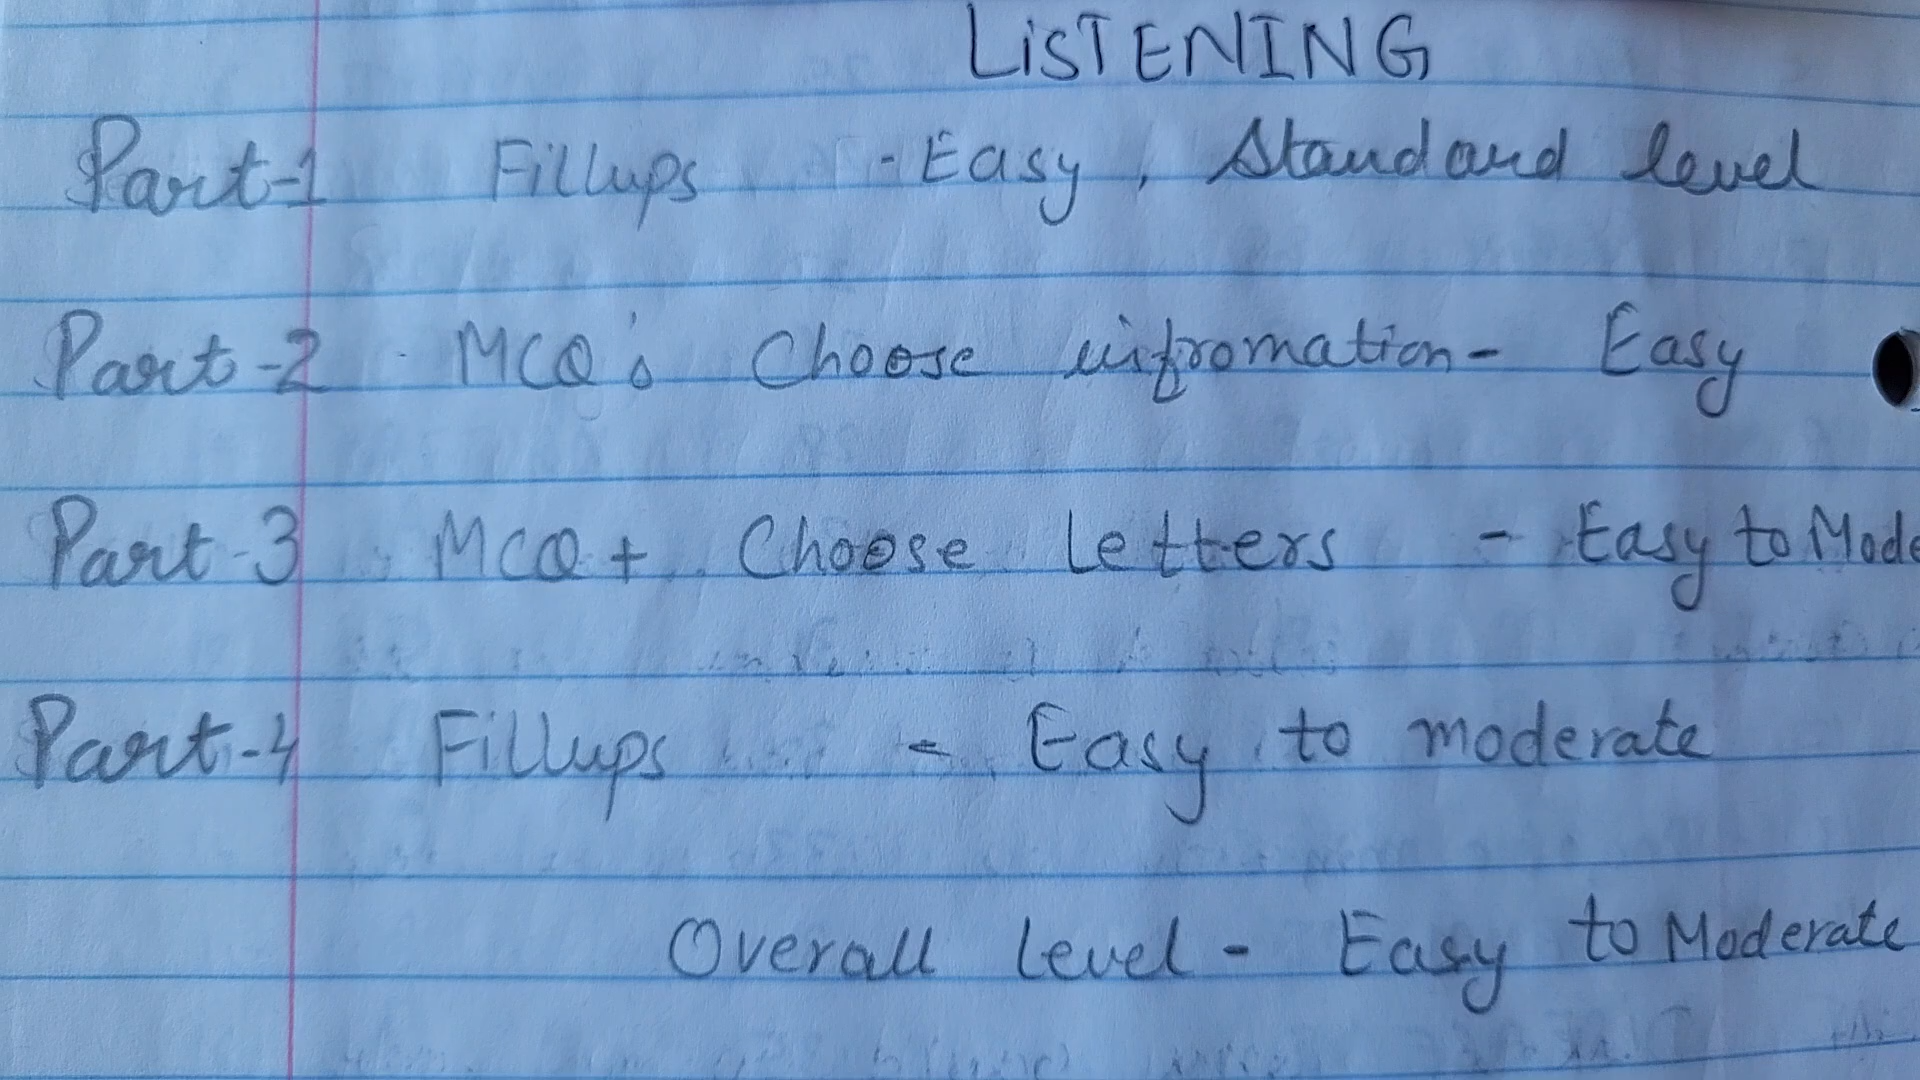 LiSTENING
Part-1 Fillups - Easy, Standard level
Part-2 MCQ's Choose infromation - Easy
Part-3 MCQ + Choose letters - Easy to Mode
Part-4 Fillups - Easy to moderate
Overall level - Easy to Moderate